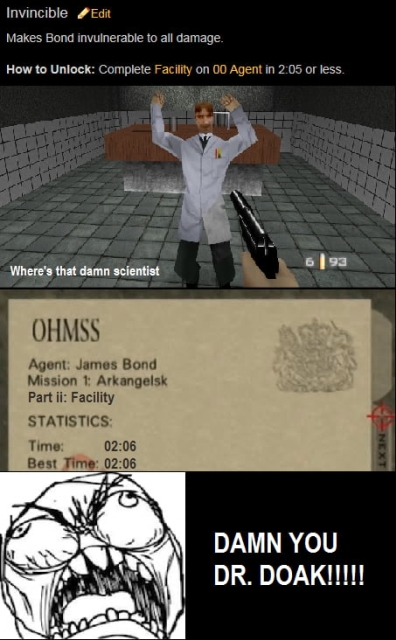 Invincible Edit
Makes Bond invulnerable to all damage.
How to Unlock: Complete Facility on 00 Agent in 2:05 or less.
6 93
Where's that damn scientist
OHMSS
Agent: James Bond
Mission 1: Arkangelsk
Part ii: Facility
STATISTICS:
Time: 02:06
Best Time: 02:06
NEXT
DAMN YOU
DR. DOAK!!!!!